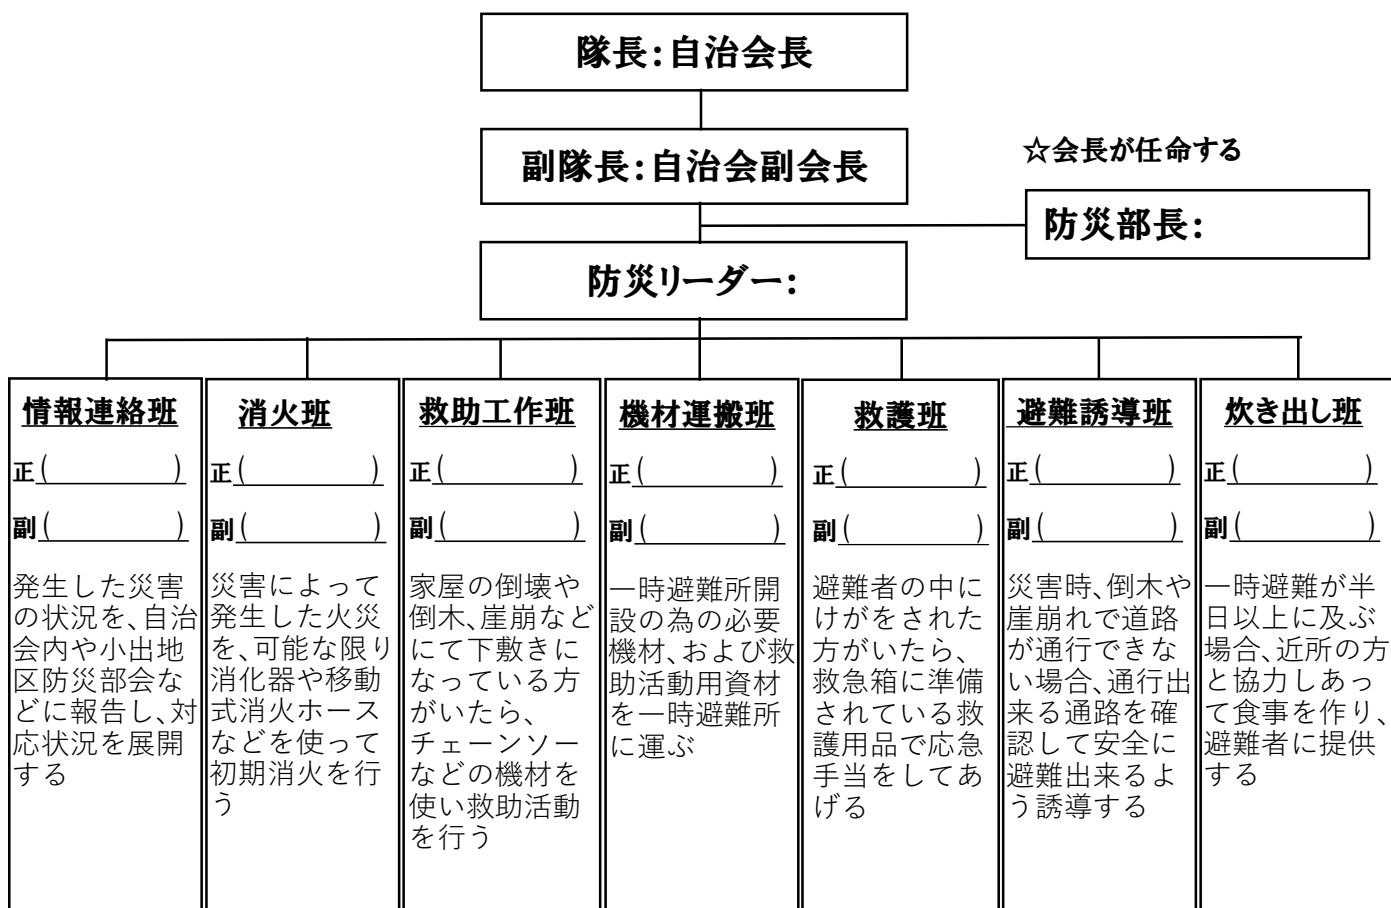 隊長:自治会長
副隊長:自治会副会長
☆会長が任命する
防災部長:
防災リーダー:
情報連絡班
正(　　　)
副(　　　)
発生した災害
の状況を、自治
会内や小出地
区防災部会な
どに報告し、対
応状況を展開
する
消火班
正(　　　)
副(　　　)
災害によって
発生した火災
を、可能な限り
消化器や移動
式消火ホース
などを使って
初期消火を行
う
救助工作班
正(　　　)
副(　　　)
家屋の倒壊や
倒木、崖崩など
にて下敷きに
なっている方
がいたら、
チェーンソー
などの機材を
使い救助活動
を行う
機材運搬班
正(　　　)
副(　　　)
一時避難所開
設の為の必要
機材、および救
助活動用資材
を一時避難所
に運ぶ
救護班
正(　　　)
副(　　　)
避難者の中に
けがをされた
方がいたら、
救急箱に準備
されている救
護用品で応急
手当をしてあ
げる
避難誘導班
正(　　　)
副(　　　)
災害時、倒木や
崖崩れで道路
が通行できな
い場合、通行出
来る通路を確
認して安全に
避難出来るよ
う誘導する
炊き出し班
正(　　　)
副(　　　)
一時避難が半
日以上に及ぶ
場合、近所の方
と協力しあっ
て食事を作り、
避難者に提供
する